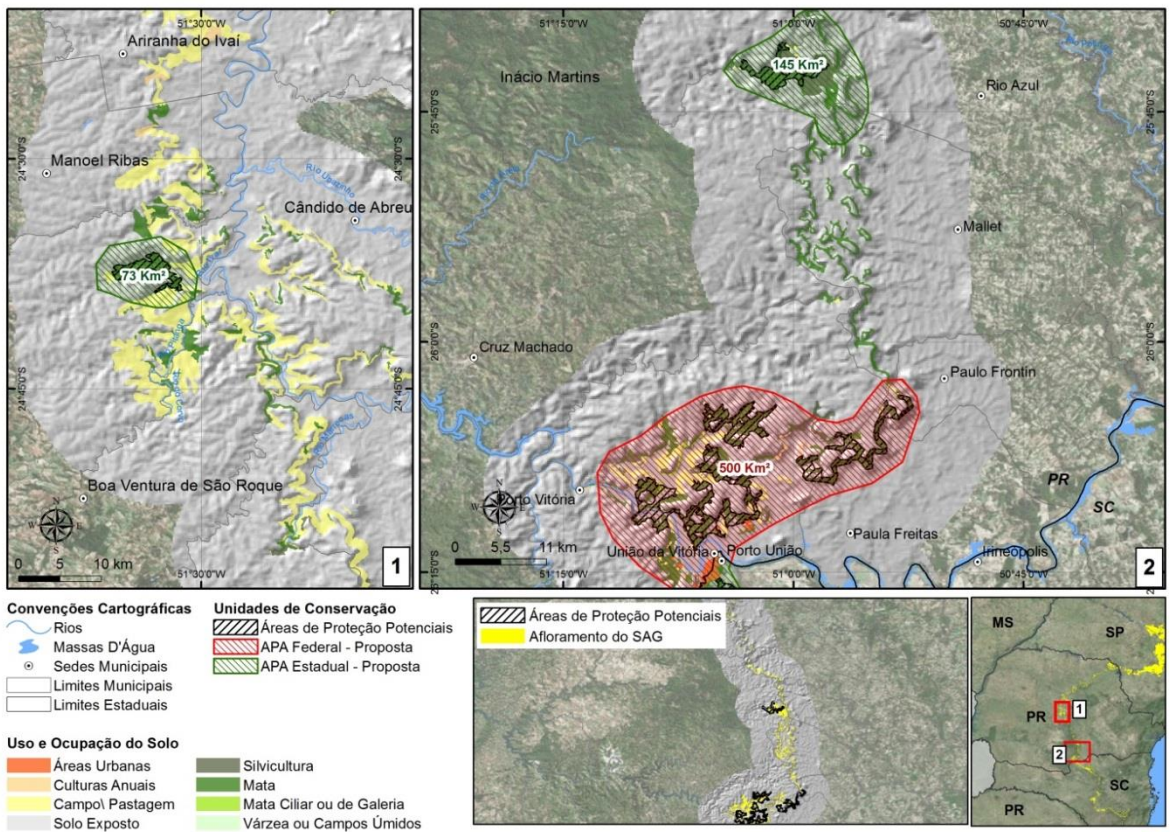 51°30'0"W
Ariranha do Ivaí
Manoel Ribas
24°30'0"S
24°30'0"S
Cândido de Abreu
73 Km²
24°45'0"S
24°45'0"S
Boa Ventura de São Roque
N
W
E
S
0 5 10 km
51°30'0"W
1
51°15'0"W
51°0'0"W
50°45'0"W
145 Km²
Inácio Martins
Rio Azul
25°45'0"S
25°45'0"S
Mallet
26°0'0"S
26°0'0"S
Cruz Machado
Paulo Frontin
500 Km²
PR
SC
Porto Vitória
N
W
E
S
Paula Freitas
0 5,5 11 km
União da Vitória
Porto União
Irineópolis
51°15'0"W
51°0'0"W
50°45'0"W
2
Convenções Cartográficas
Rios
Massas D'Água
Sedes Municipais
Limites Municipais
Limites Estaduais
Unidades de Conservação
Áreas de Proteção Potenciais
APA Federal - Proposta
APA Estadual - Proposta
Uso e Ocupação do Solo
Áreas Urbanas
Culturas Anuais
Campo\ Pastagem
Solo Exposto
Silvicultura
Mata
Mata Ciliar ou de Galeria
Várzea ou Campos Úmidos
Áreas de Proteção Potenciais
Afloramento do SAG
MS
SP
PR
1
2
SC
PR